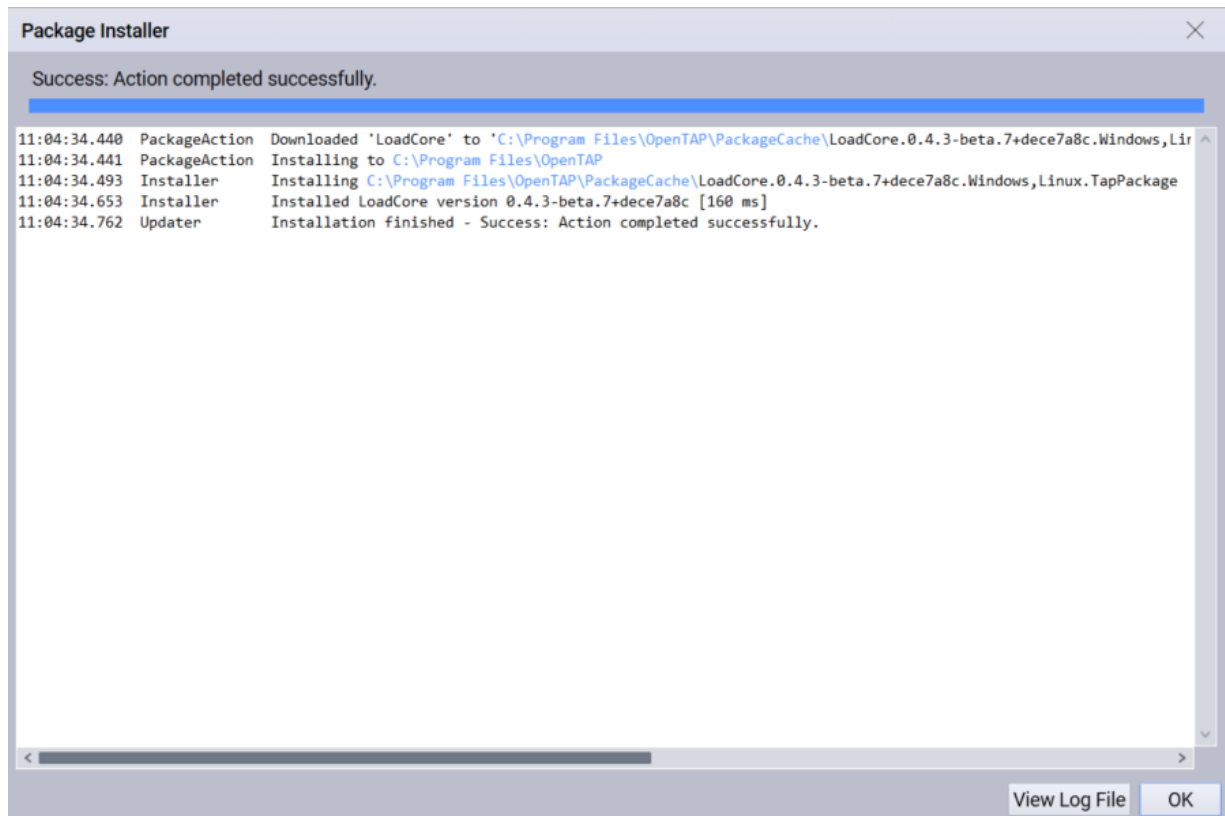 Package Installer
Success: Action completed successfully.
11:04:34.440 PackageAction Downloaded 'LoadCore' to 'C:\Program Files\OpenTAP\PackageCache\LoadCore.0.4.3-beta.7+dece7a8c.Windows,Lin
11:04:34.441 PackageAction Installing to C:\Program Files\OpenTAP
11:04:34.493 Installer Installing C:\Program Files\OpenTAP\PackageCache\LoadCore.0.4.3-beta.7+dece7a8c.Windows,Linux.TapPackage
11:04:34.653 Installer Installed LoadCore version 0.4.3-beta.7+dece7a8c [160 ms]
11:04:34.762 Updater Installation finished - Success: Action completed successfully.
View Log File OK